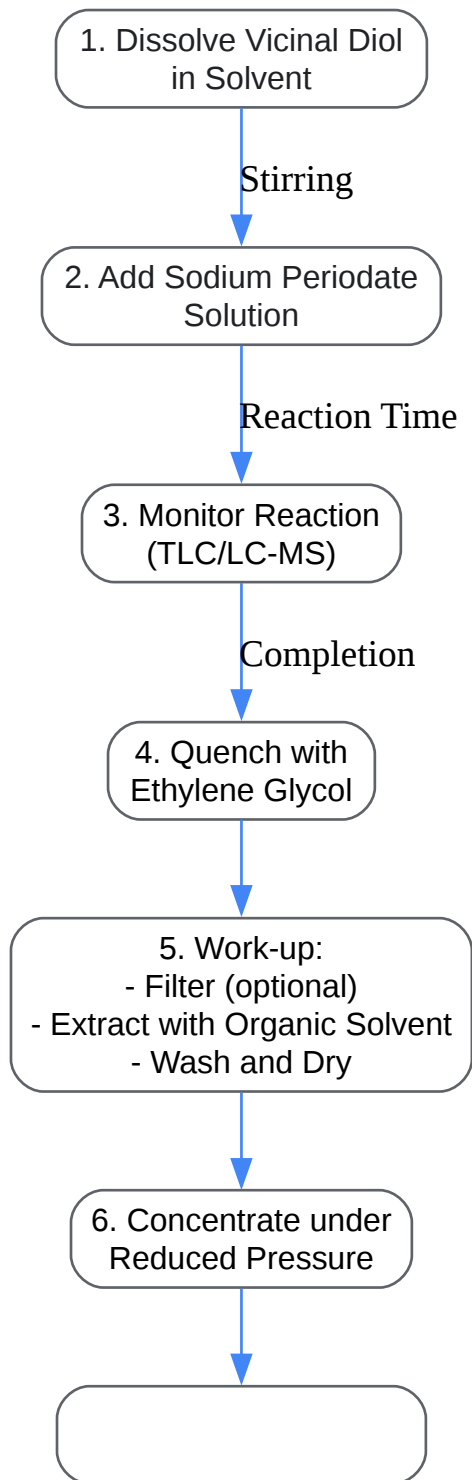 1. Dissolve Vicinal Diol
in Solvent
Stirring
2. Add Sodium Periodate
Solution
Reaction Time
3. Monitor Reaction
(TLC/LC-MS)
Completion
4. Quench with
Ethylene Glycol
5. Work-up:
- Filter (optional)
- Extract with Organic Solvent
- Wash and Dry
6. Concentrate under
Reduced Pressure